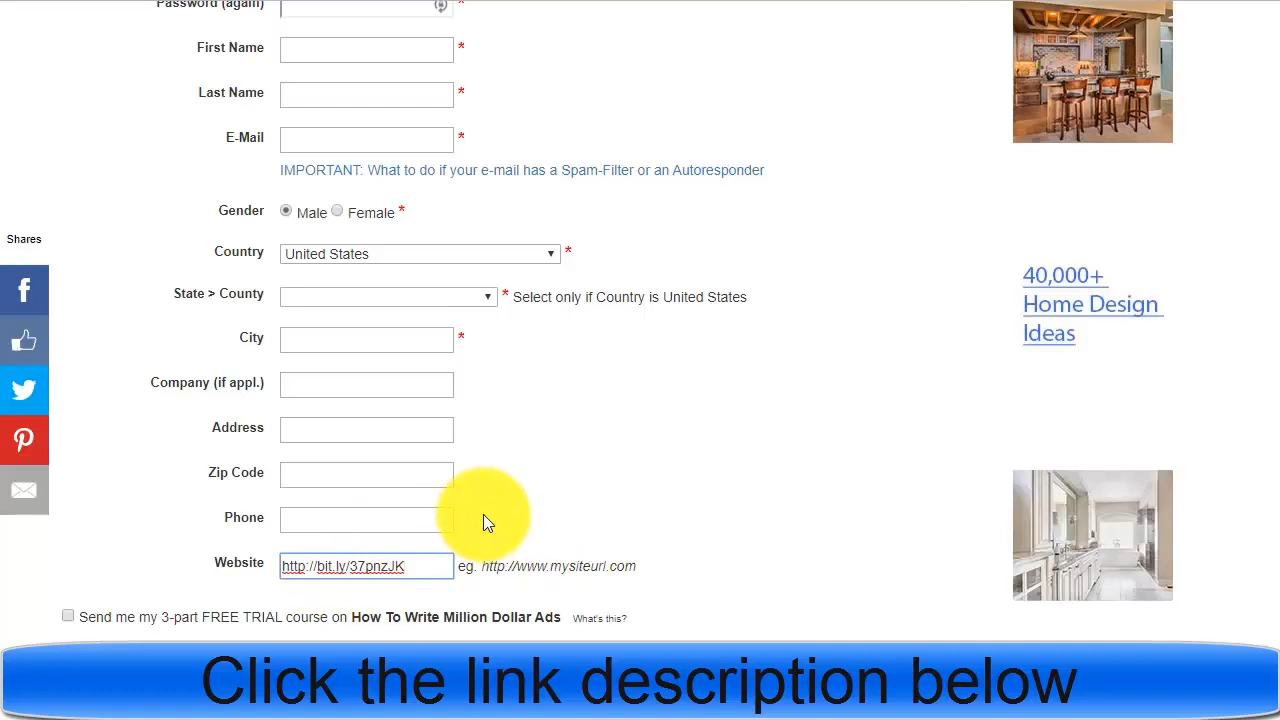 Password (again) *
First Name *
Last Name *
E-Mail *
IMPORTANT: What to do if your e-mail has a Spam-Filter or an Autoresponder
Gender Male Female *
Shares
Country United States *
State > County * Select only if Country is United States
40,000+
Home Design
Ideas
City *
Company (if appl.)
Address
Zip Code
Phone
Website http://bit.ly/37pnzJK eg. http://www.mysiteurl.com
Send me my 3-part FREE TRIAL course on How To Write Million Dollar Ads What's this?
Click the link description below